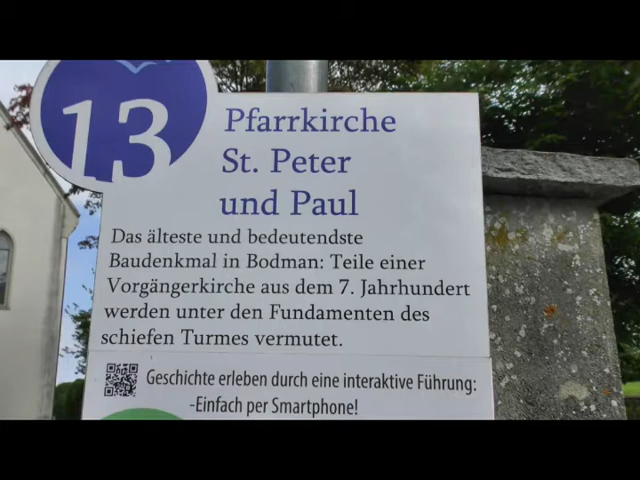 13
Pfarrkirche
St. Peter
und Paul
Das älteste und bedeutendste
Baudenkmal in Bodman: Teile einer
Vorgängerkirche aus dem 7. Jahrhundert
werden unter den Fundamenten des
schiefen Turmes vermutet.
Geschichte erleben durch eine interaktive Führung:
-Einfach per Smartphone!